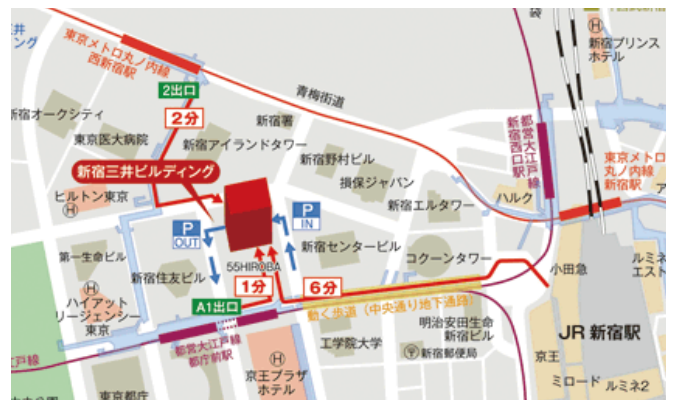 東京メトロ丸ノ内線
西新宿駅
2出口
2分
新宿オークシティ
東京医大病院
新宿アイランドタワー
新宿署
青梅街道
新宿プリンス
ホテル
新宿三井ビルディング
新宿野村ビル
損保ジャパン
新宿エルタワー
ハルク
都営大江戸線
新宿西口駅
東京メトロ
丸ノ内線
新宿駅
ヒルトン東京
H
P
OUT
P
IN
55HIROBA
新宿センタービル
コクーンタワー
小田急
ルミネ
エスト
第一生命ビル
新宿住友ビル
1分
6分
A1出口
動く歩道（中央通り地下通路）
H
ハイアット
リージェンシー
東京
都営大江戸線
都庁前駅
H
京王プラザ
ホテル
工学院大学
明治安田生命
新宿ビル
〒新宿郵便局
JR 新宿駅
京王
ミロード
ルミネ2
東京都庁
H